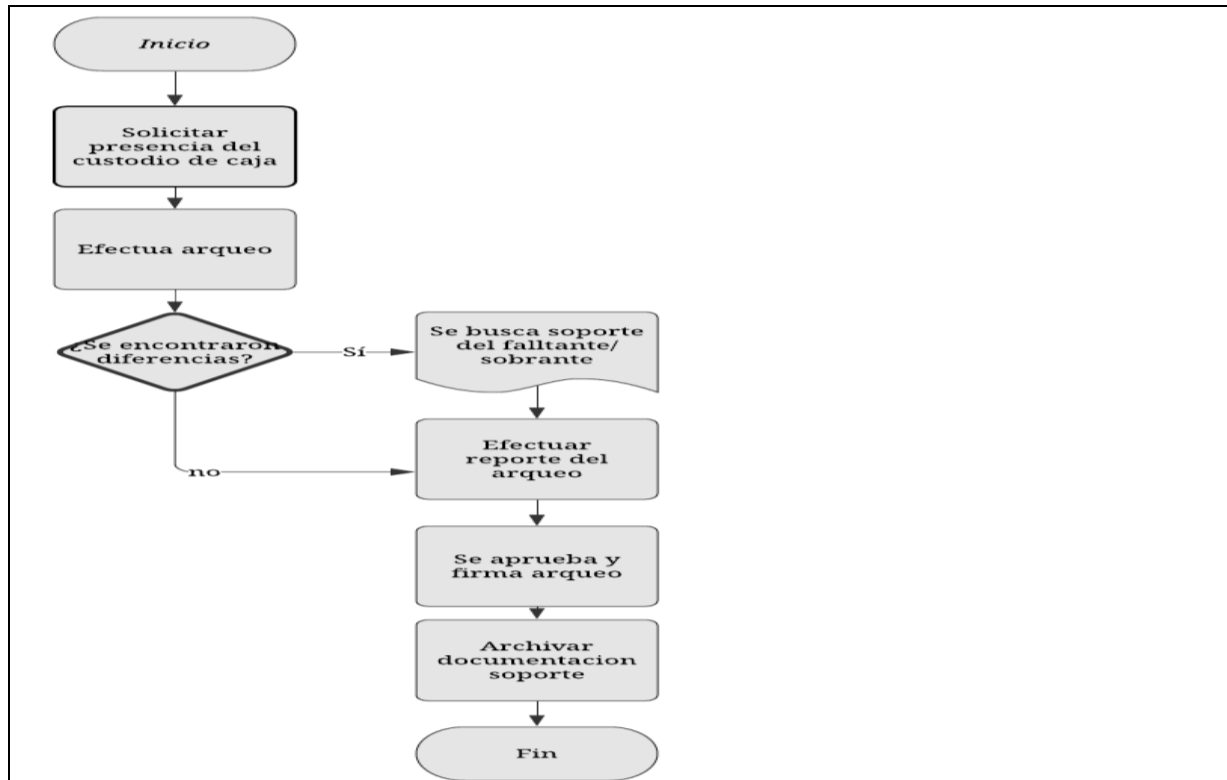 Inicio
Solicitar
presencia del
custodio de caja
Efectua arqueo
¿Se encontraron
diferencias?
Sí
Se busca soporte
del falltante/
sobrante
no
Efectuar
reporte del
arqueo
Se aprueba y
firma arqueo
Archivar
documentacion
soporte
Fin